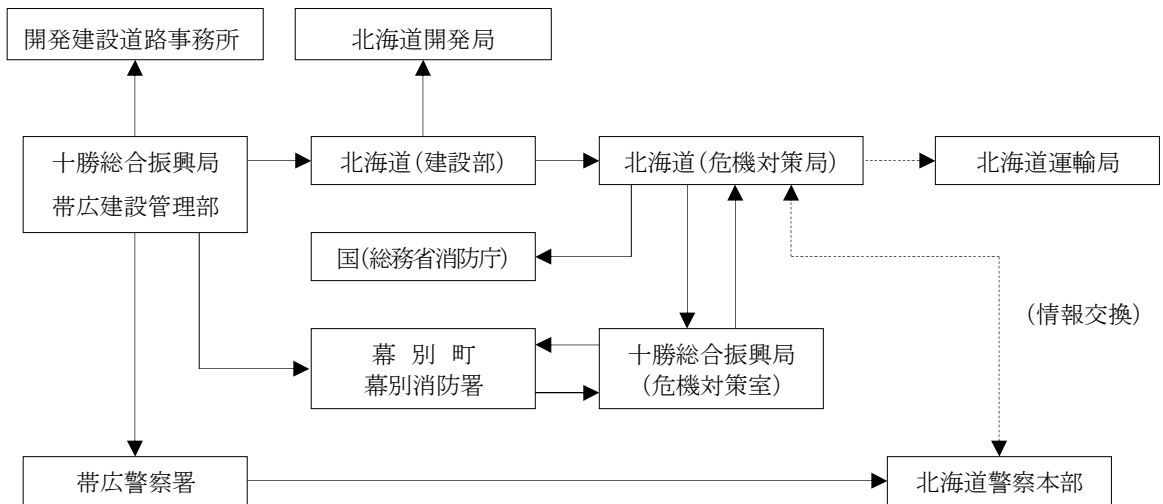 開発建設道路事務所
北海道開発局
十勝総合振興局
帯広建設管理部
北海道(建設部)
北海道(危機対策局)
北海道運輸局
国(総務省消防庁)
(情報交換)
幕 別 町
幕別消防署
十勝総合振興局
(危機対策室)
帯広警察署
北海道警察本部